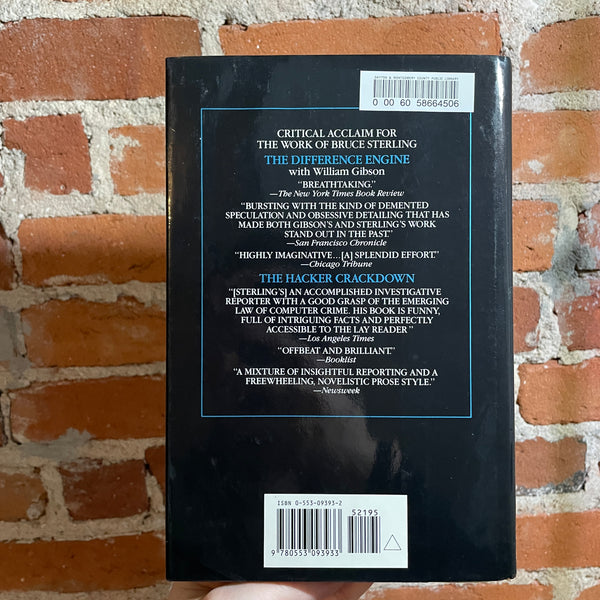 DAYTON & MONTGOMERY COUNTY PUBLIC LIBRARY
0 00 60 58664506
CRITICAL ACCLAIM FOR
THE WORK OF BRUCE STERLING
THE DIFFERENCE ENGINE
with William Gibson
“BREATHTAKING.”
—The New York Times Book Review
“BURSTING WITH THE KIND OF DEMENTED
SPECULATION AND OBSESSIVE DETAILING THAT HAS
MADE BOTH GIBSON’S AND STERLING’S WORK
STAND OUT IN THE PAST.”
—San Francisco Chronicle
“HIGHLY IMAGINATIVE...[A] SPLENDID EFFORT.”
—Chicago Tribune
THE HACKER CRACKDOWN
“[STERLING’S] AN ACCOMPLISHED INVESTIGATIVE
REPORTER WITH A GOOD GRASP OF THE EMERGING
LAW OF COMPUTER CRIME. HIS BOOK IS FUNNY,
FULL OF INTRIGUING FACTS AND PERFECTLY
ACCESSIBLE TO THE LAY READER ”
—Los Angeles Times
“OFFBEAT AND BRILLIANT.”
—Booklist
“A MIXTURE OF INSIGHTFUL REPORTING AND A
FREEWHEELING, NOVELISTIC PROSE STYLE.”
—Newsweek
ISBN 0-553-09393-2
52195
9 780553 093933